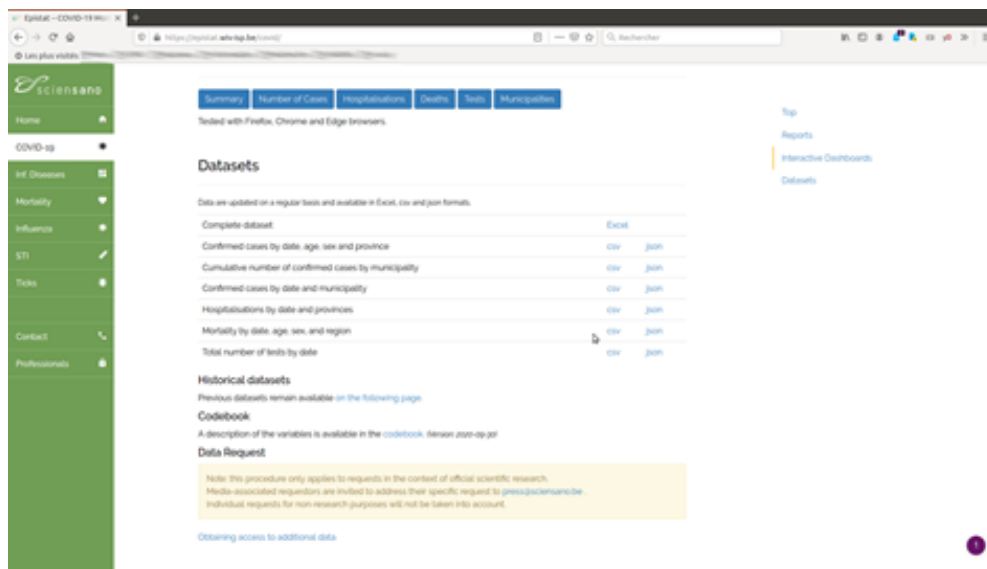 Epistat – COVID-19
https://epistat.wiv-isp.be/covid/
Rechercher
Les plus visités
sciensano
Home
COVID-19
Inf. Diseases
Mortality
Influenza
STI
Ticks
Contact
Professionals
Summary Number of Cases Hospitalisations Deaths Tests Municipalities
Tested with Firefox, Chrome and Edge browsers.
Top
Reports
Interactive Dashboards
Datasets
Datasets
Data are updated on a regular basis and available in Excel, csv and json formats.
Complete dataset Excel
Confirmed cases by date, age, sex and province csv json
Cumulative number of confirmed cases by municipality csv json
Confirmed cases by date and municipality csv json
Hospitalisations by date and provinces csv json
Mortality by date, age, sex, and region csv json
Total number of tests by date csv json
Historical datasets
Previous datasets remain available on the following page.
Codebook
A description of the variables is available in the codebook. (Version
Data Request
Note: this procedure only applies to requests in the context of official scientific research.
Media-associated requestors are invited to address their specific request to press@sciensano.be.
Individual requests for non-research purposes will not be taken into account.
Obtaining access to additional data